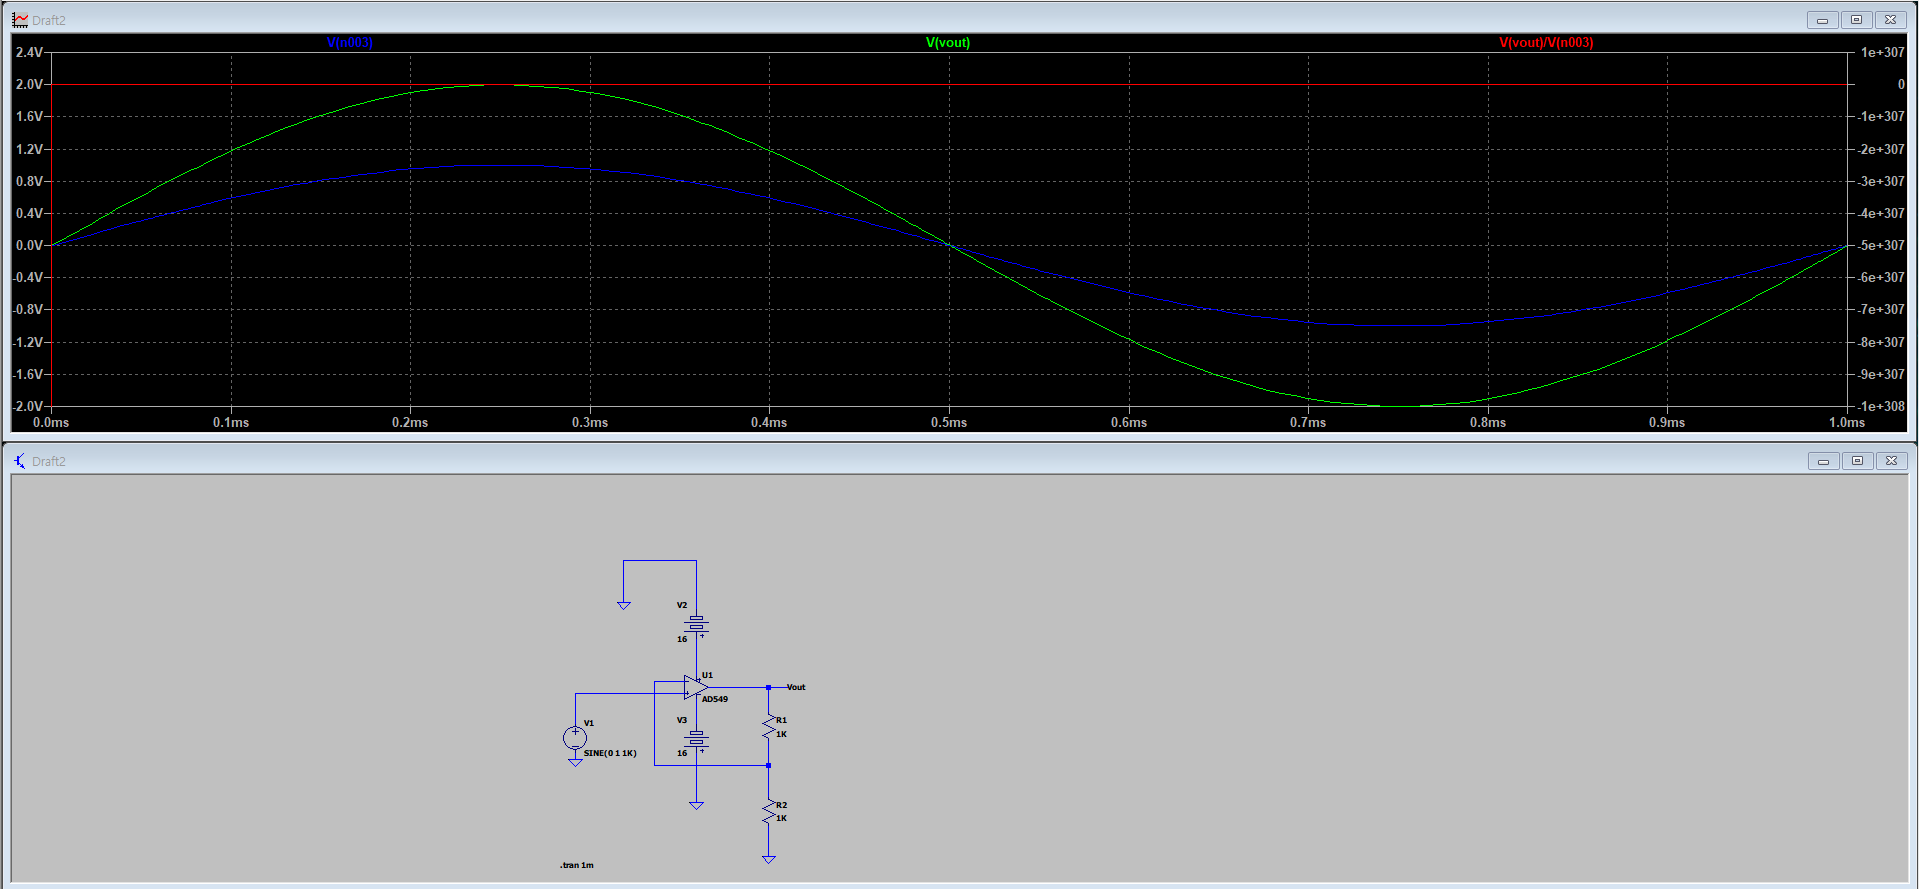 Draft2
V(n003) V(vout) V(vout)/V(n003)
2.4V 1e+307
2.0V 0
1.6V -1e+307
1.2V -2e+307
0.8V -3e+307
0.4V -4e+307
0.0V -5e+307
-0.4V -6e+307
-0.8V -7e+307
-1.2V -8e+307
-1.6V -9e+307
-2.0V -1e+308
0.0ms 0.1ms 0.2ms 0.3ms 0.4ms 0.5ms 0.6ms 0.7ms 0.8ms 0.9ms 1.0ms
Draft2
V2
16
U1
Vout
AD549
V3
R1
V1
1K
SINE(0 1 1K)
16
R2
1K
.tran 1m